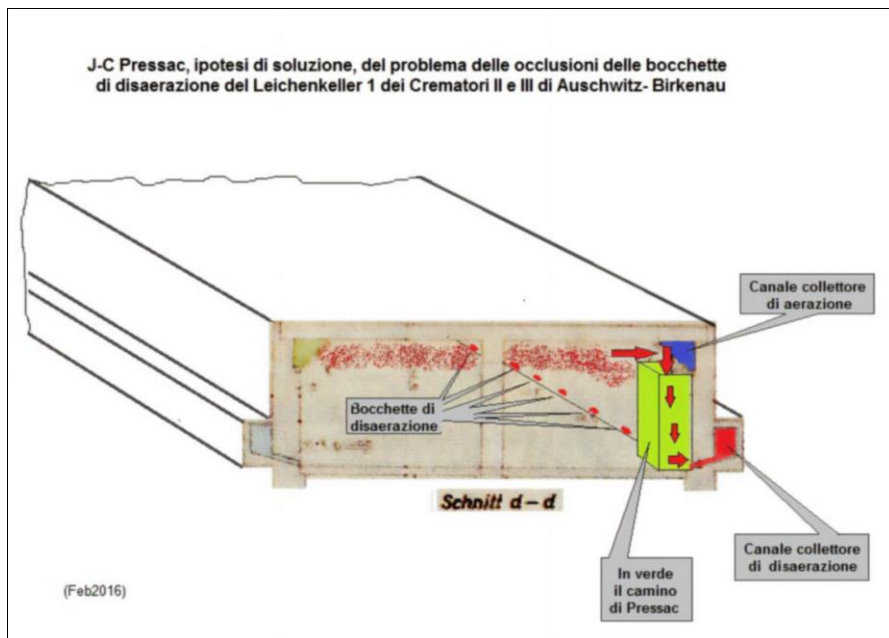 J-C Pressac, ipotesi di soluzione, del problema delle occlusioni delle bocchette
di disaerazione del Leichenkeller 1 dei Crematori II e III di Auschwitz- Birkenau
Canale collettore
di aerazione
Bocchette di
disaerazione
Schnitt d-d
Canale collettore
di disaerazione
In verde
il camino
di Pressac
(Feb2016)